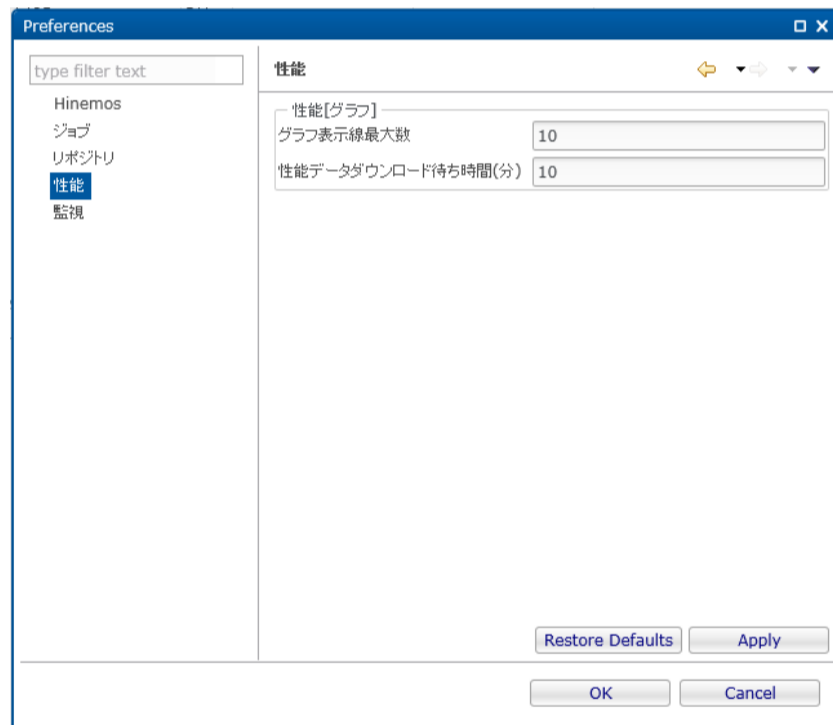 Preferences
type filter text
Hinemos
ジョブ
リポジトリ
性能
監視
性能
性能[グラフ]
グラフ表示線最大数 10
性能データダウンロード待ち時間(分) 10
Restore Defaults Apply
OK Cancel